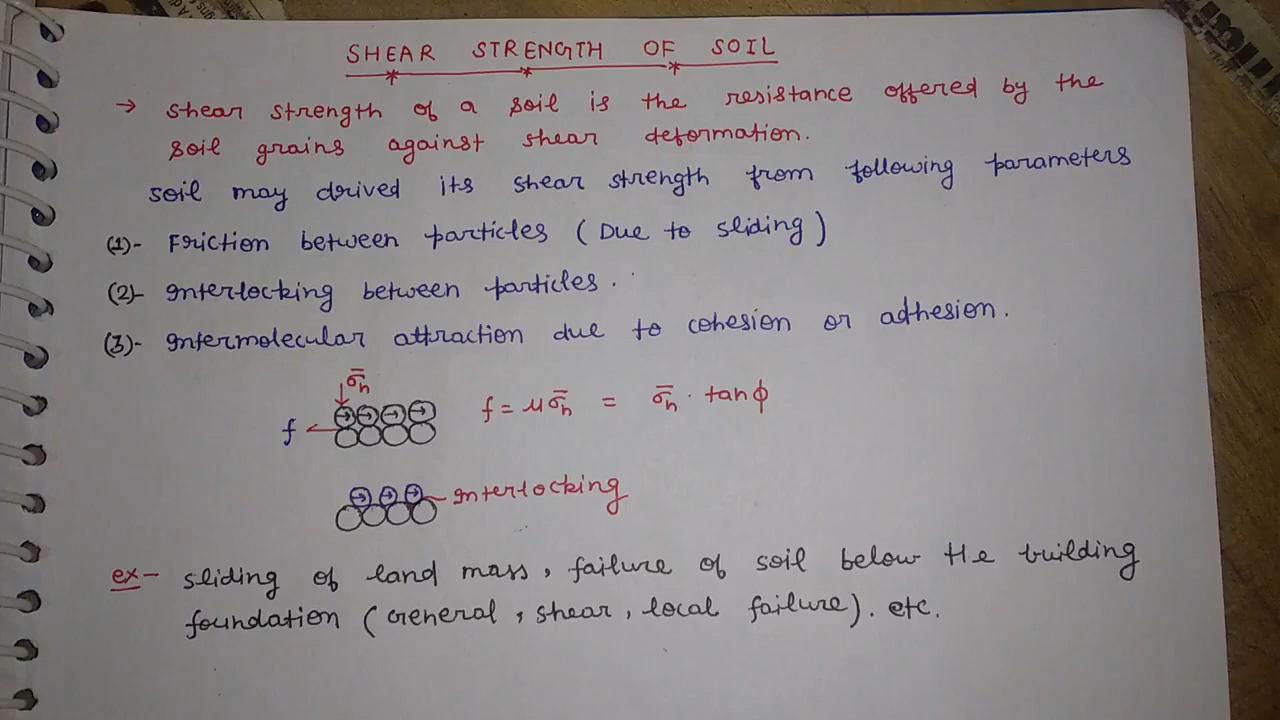 SHEAR STRENGTH OF SOIL
→ shear strength of a soil is the resistance offered by the
soil grains against shear deformation.
soil may drived its shear strength from following parameters
(1)- Friction between particles (Due to sliding)
(2)- Interlocking between particles.
(3)- Intermolecular attraction due to cohesion or adhesion.
σ̄n
f f = μσ̄n = σ̄n · tanϕ
Interlocking
ex- sliding of land mass, failure of soil below the building
foundation (General, shear, local failure). etc.